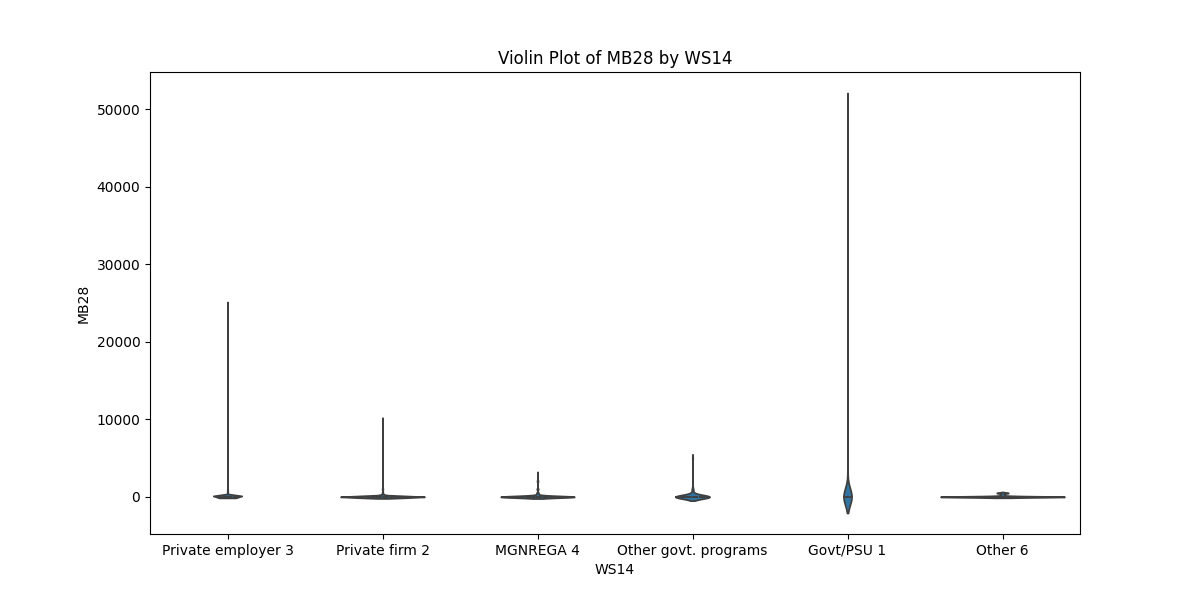 Violin Plot of MB28 by WS14
50000
40000
30000
20000
10000
0
MB28
Private employer 3 Private firm 2 MGNREGA 4 Other govt. programs Govt/PSU 1 Other 6
WS14